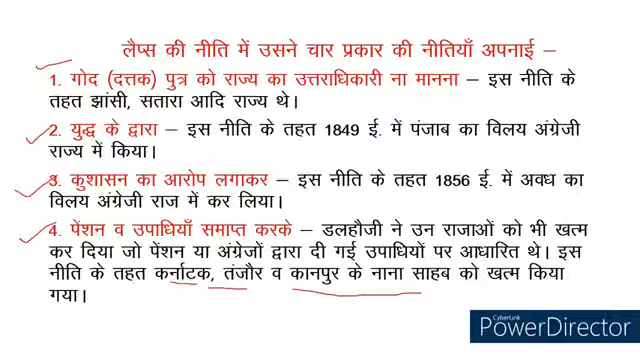 लैप्स की नीति में उसने चार प्रकार की नीतियाँ अपनाई –
1. गोद (दत्तक) पुत्र को राज्य का उत्तराधिकारी ना मानना – इस नीति के
तहत झांसी, सतारा आदि राज्य थे।
2. युद्ध के द्वारा – इस नीति के तहत 1849 ई. में पंजाब का विलय अंग्रेजी
राज्य में किया।
3. कुशासन का आरोप लगाकर – इस नीति के तहत 1856 ई. में अवध का
विलय अंग्रेजी राज में कर लिया।
4. पेंशन व उपाधियाँ समाप्त करके – डलहौजी ने उन राजाओं को भी खत्म
कर दिया जो पेंशन या अंग्रेजों द्वारा दी गई उपाधियों पर आधारित थे। इस
नीति के तहत कर्नाटक, तंजौर व कानपुर के नाना साहब को खत्म किया
गया।
CyberLink
PowerDirector